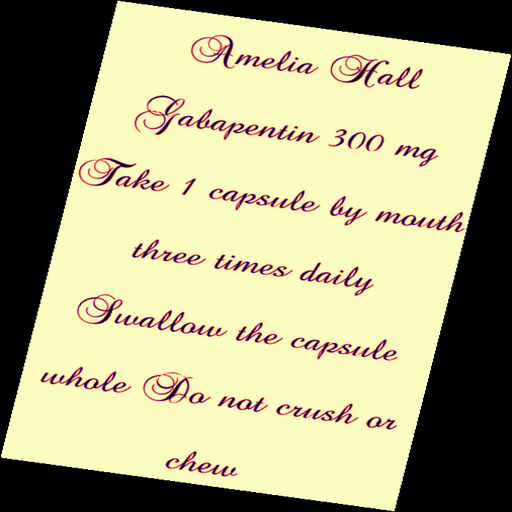 Amelia Hall
Gabapentin 300 mg
Take 1 capsule by mouth
three times daily
Swallow the capsule
whole Do not crush or
chew